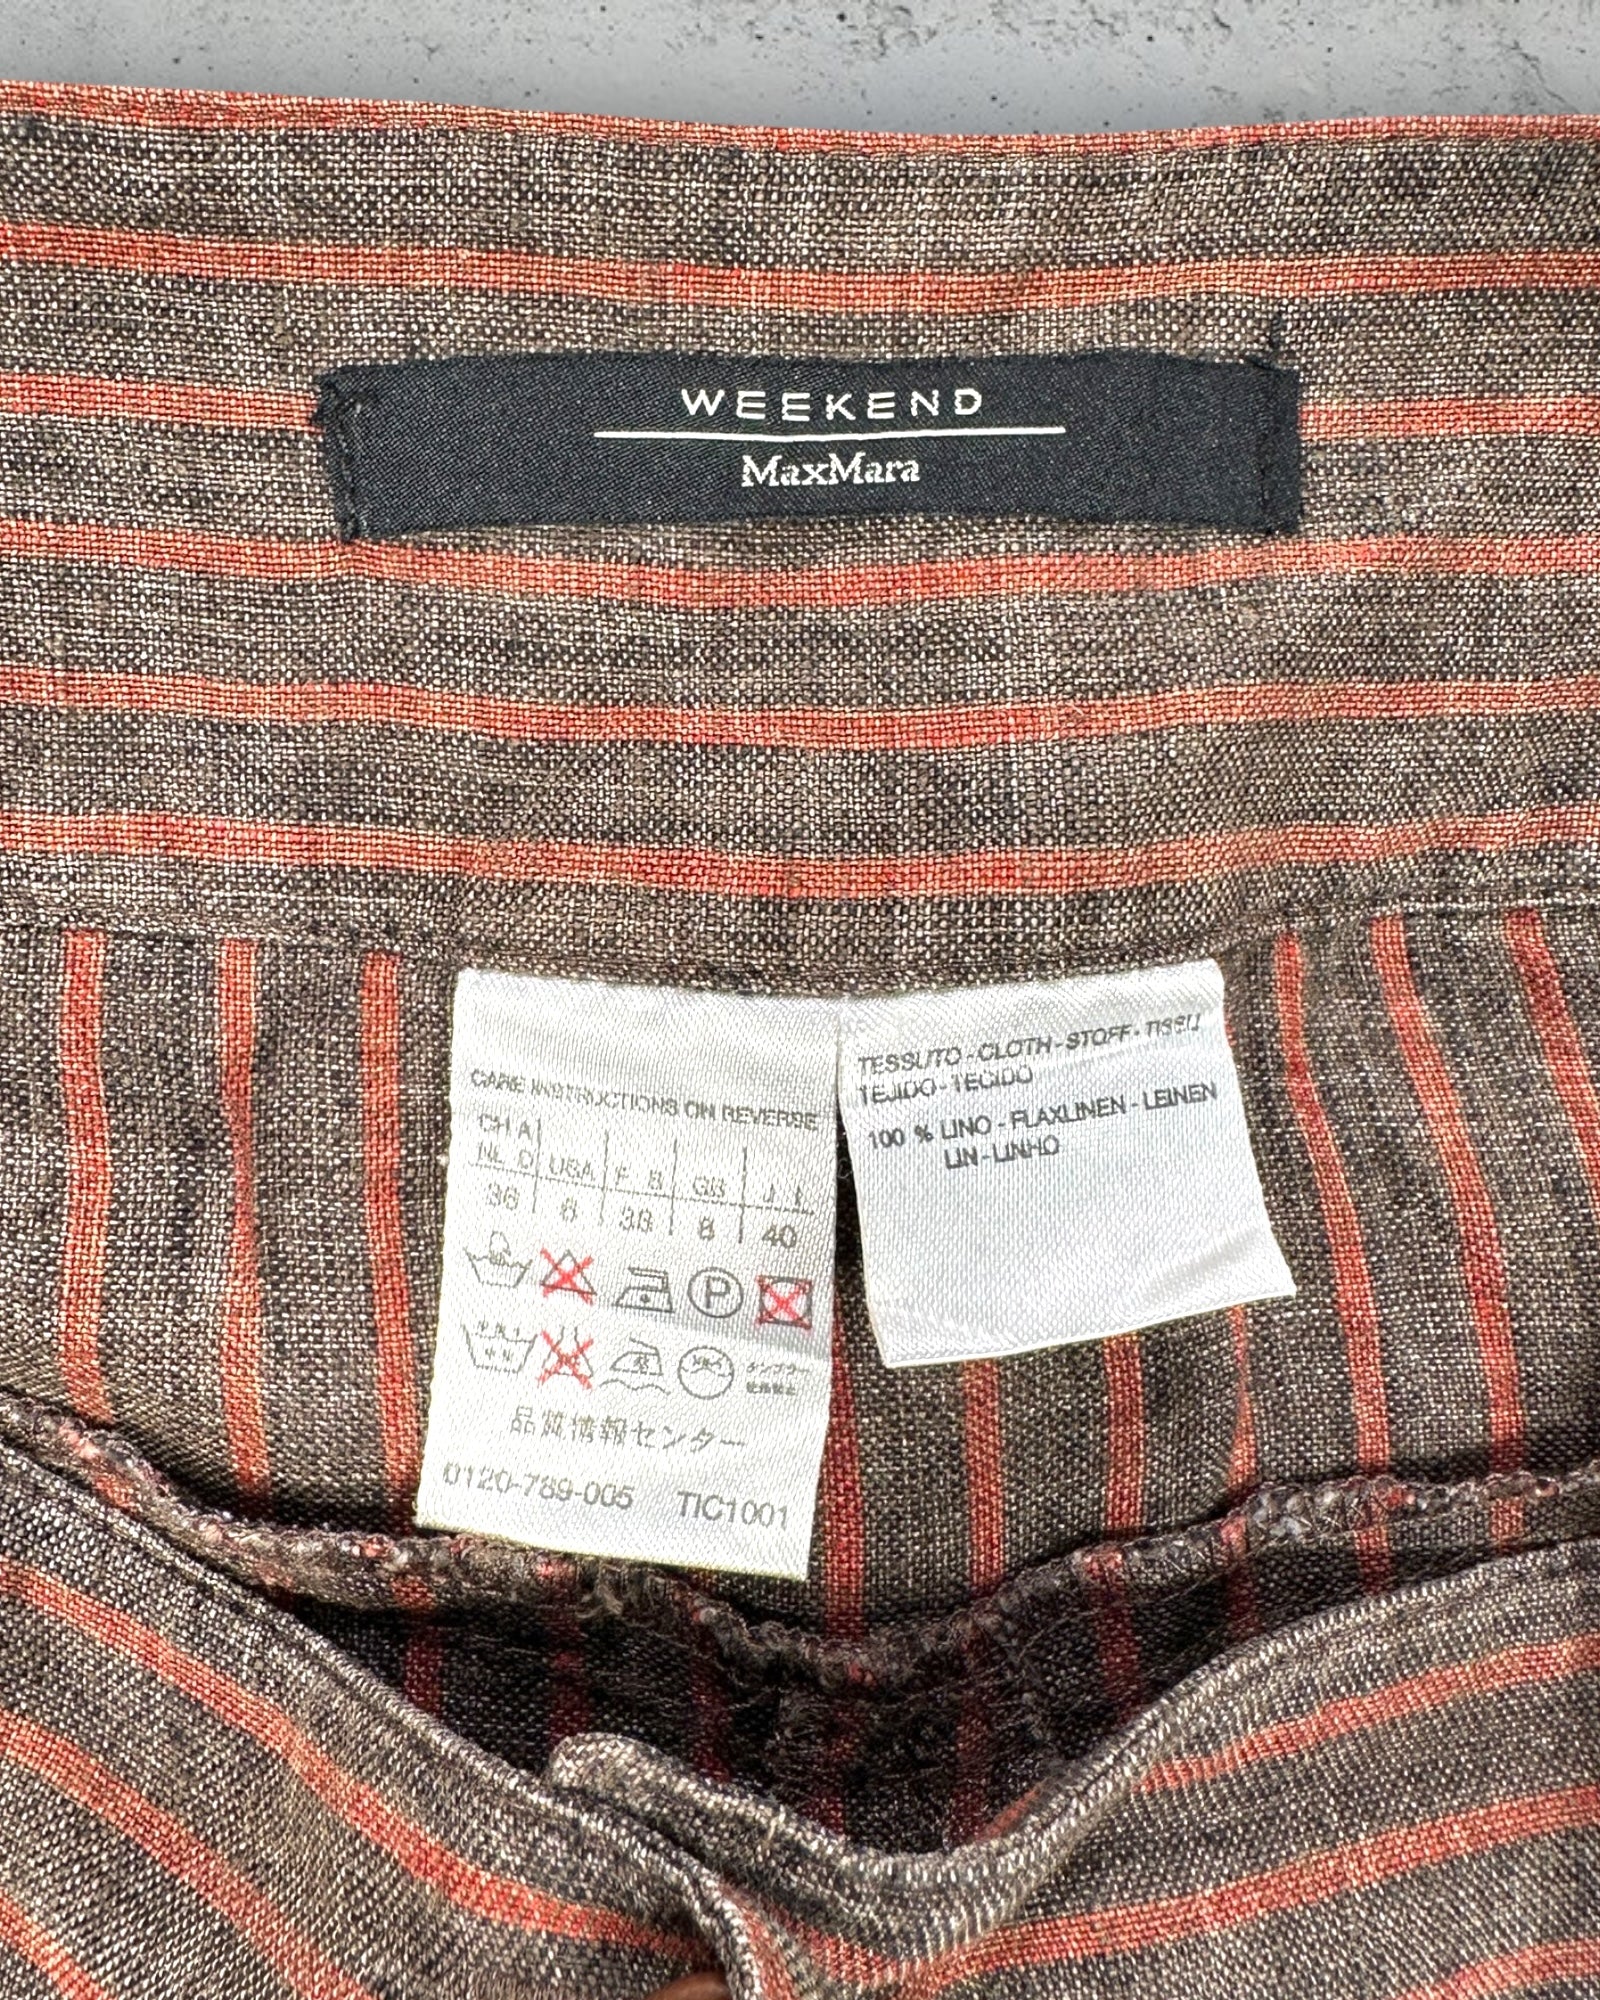 WEEKEND
MaxMara
CARE INSTRUCTIONS ON REVERSE
CH A
NL D USA F B GB J I
36 6 38 8 40
P
品質情報センター
0120-789-005 TIC1001
TESSUTO - CLOTH - STOFF - TISSU
TEJIDO - TECIDO
100 % LINO - FLAXLINEN - LEINEN
LIN - LINHO